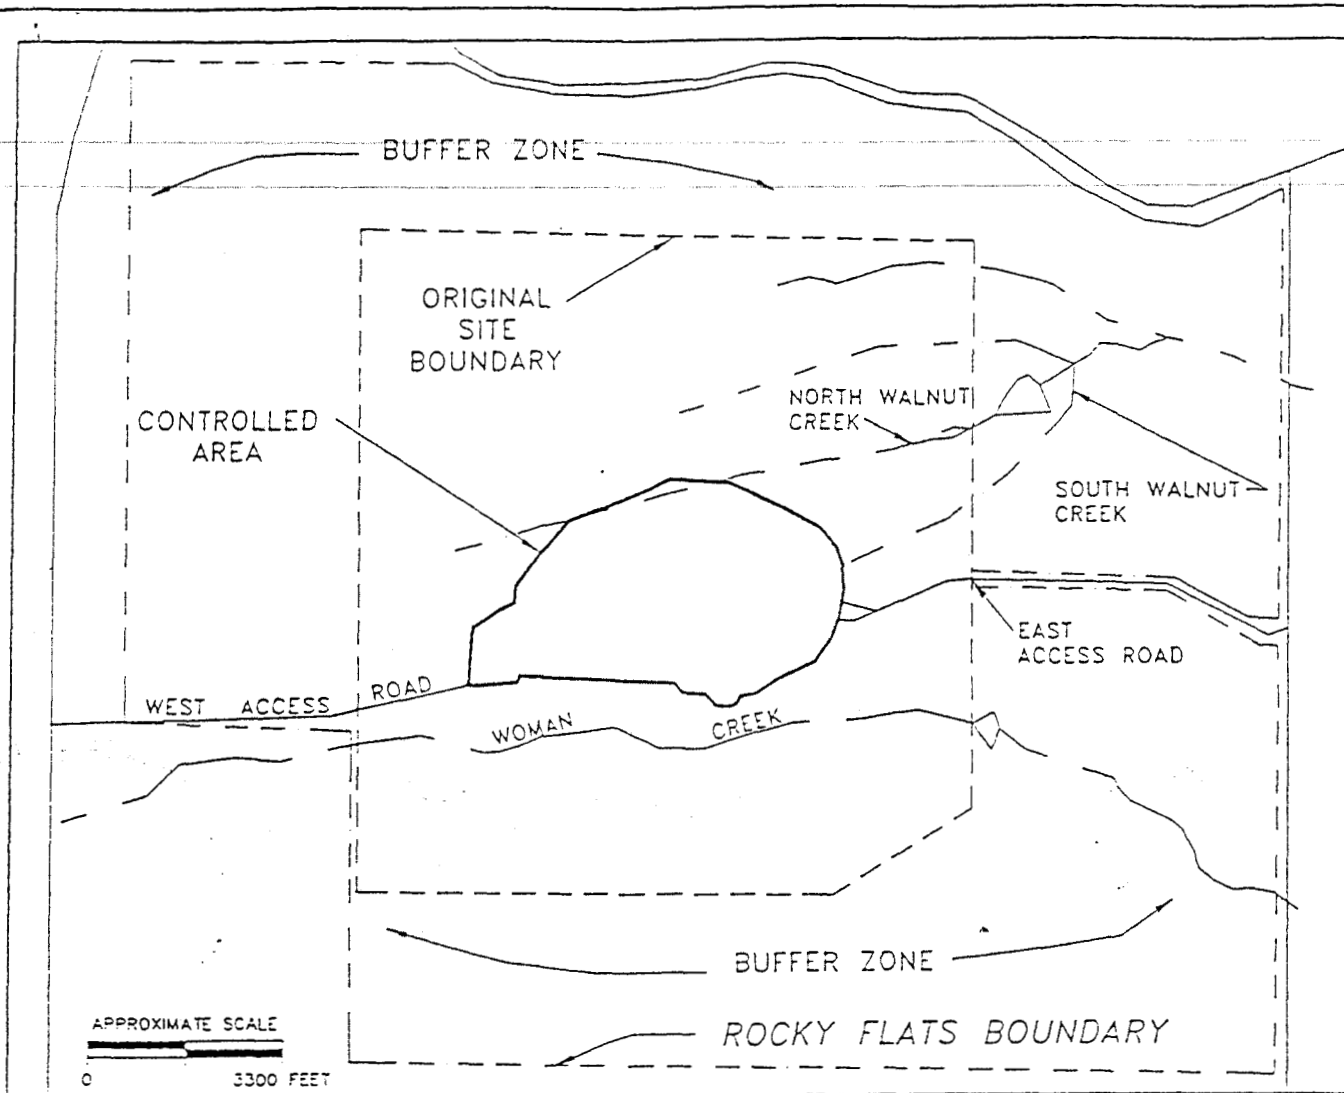 BUFFER ZONE
ORIGINAL
SITE
BOUNDARY
CONTROLLED
AREA
NORTH WALNUT
CREEK
SOUTH WALNUT
CREEK
EAST
ACCESS ROAD
WEST ACCESS ROAD
WOMAN CREEK
BUFFER ZONE
ROCKY FLATS BOUNDARY
APPROXIMATE SCALE
0 3300 FEET